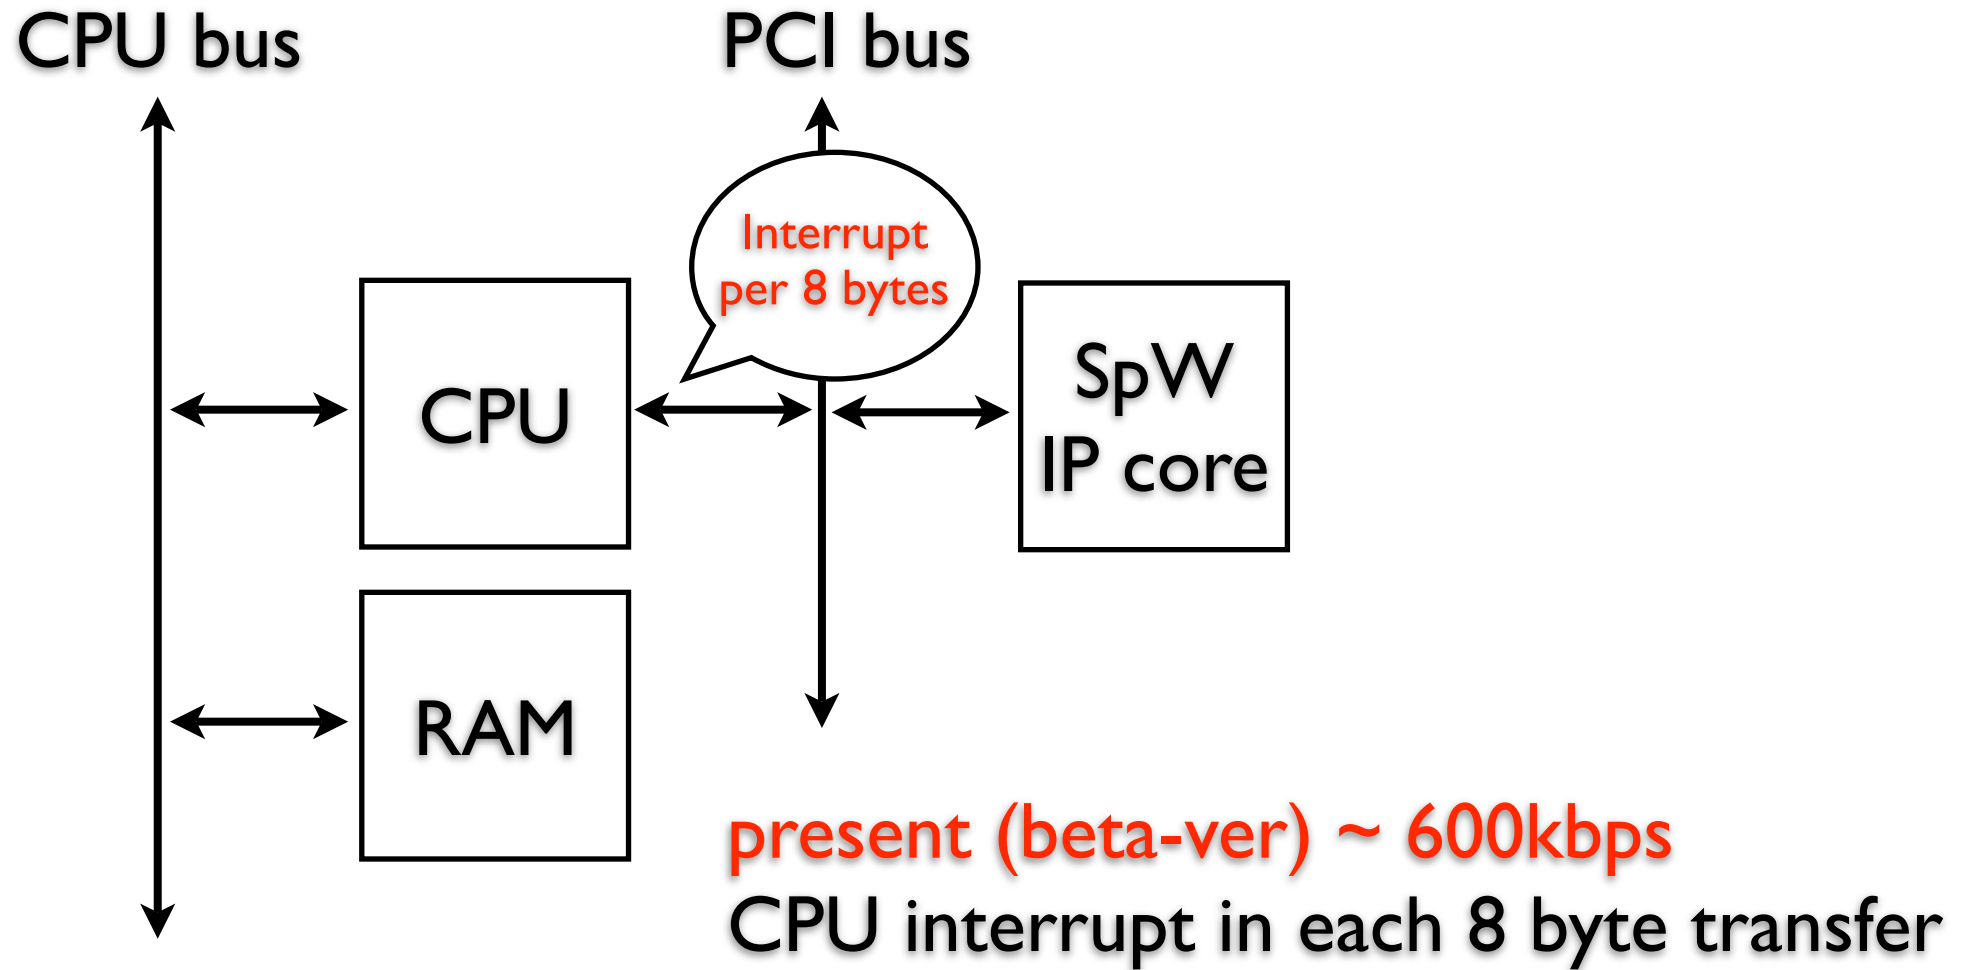 CPU bus
PCI bus
Interrupt
per 8 bytes
CPU
SpW
IP core
RAM
present (beta-ver) ~ 600kbps
CPU interrupt in each 8 byte transfer